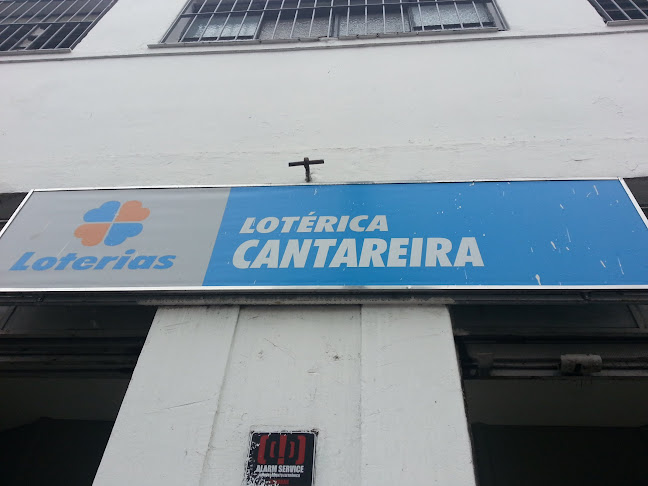 Loterias
LOTÉRICA
CANTAREIRA
ALARM SERVICE